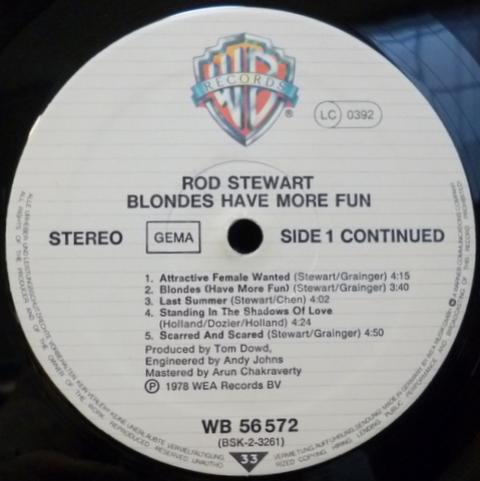 WB
RECORDS
®
LC 0392
ROD STEWART
BLONDES HAVE MORE FUN
STEREO GEMA SIDE 1 CONTINUED
1. Attractive Female Wanted (Stewart/Grainger) 4:15
2. Blondes (Have More Fun) (Stewart/Grainger) 3:40
3. Last Summer (Stewart/Chen) 4:02
4. Standing In The Shadows Of Love
(Holland/Dozier/Holland) 4:24
5. Scarred And Scared (Stewart/Grainger) 4:50
Produced by Tom Dowd,
Engineered by Andy Johns
Mastered by Arun Chakraverty
Ⓟ 1978 WEA Records BV
WB 56 572
(BSK-2-3261)
33